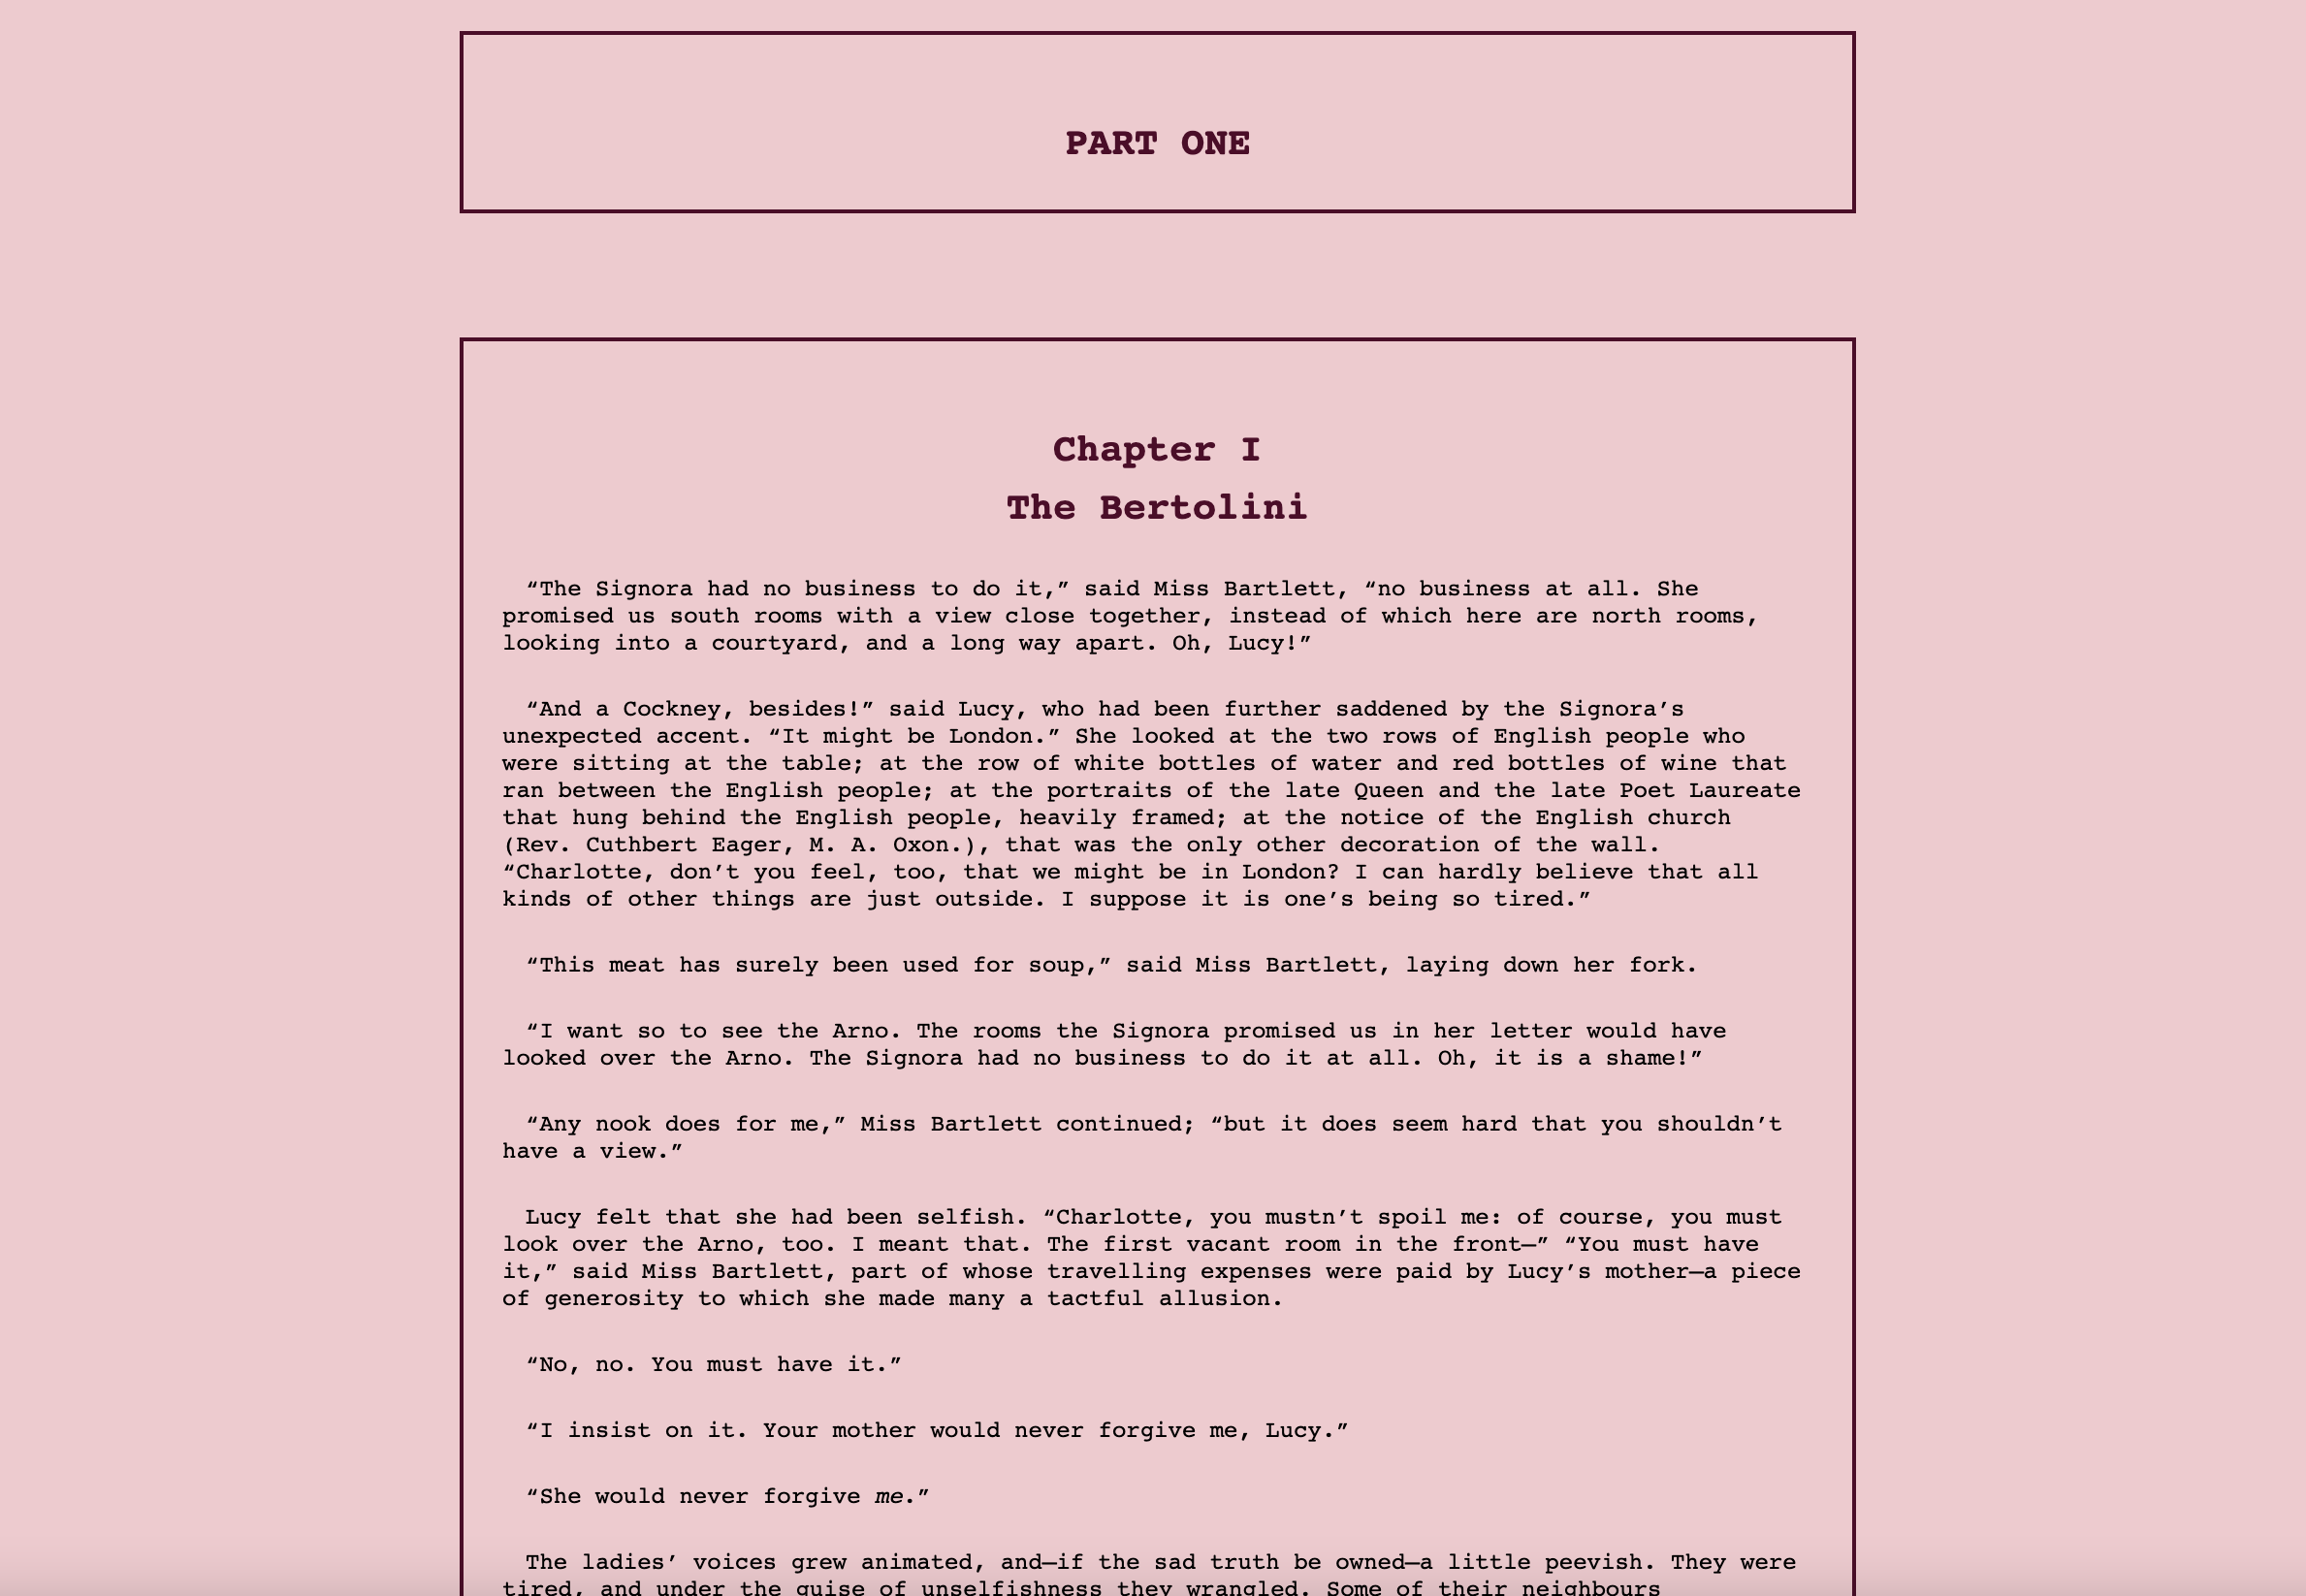 PART ONE
Chapter I
The Bertolini
“The Signora had no business to do it,” said Miss Bartlett, “no business at all. She
promised us south rooms with a view close together, instead of which here are north rooms,
looking into a courtyard, and a long way apart. Oh, Lucy!”
“And a Cockney, besides!” said Lucy, who had been further saddened by the Signora’s
unexpected accent. “It might be London.” She looked at the two rows of English people who
were sitting at the table; at the row of white bottles of water and red bottles of wine that
ran between the English people; at the portraits of the late Queen and the late Poet Laureate
that hung behind the English people, heavily framed; at the notice of the English church
(Rev. Cuthbert Eager, M. A. Oxon.), that was the only other decoration of the wall.
“Charlotte, don’t you feel, too, that we might be in London? I can hardly believe that all
kinds of other things are just outside. I suppose it is one’s being so tired.”
“This meat has surely been used for soup,” said Miss Bartlett, laying down her fork.
“I want so to see the Arno. The rooms the Signora promised us in her letter would have
looked over the Arno. The Signora had no business to do it at all. Oh, it is a shame!”
“Any nook does for me,” Miss Bartlett continued; “but it does seem hard that you shouldn’t
have a view.”
Lucy felt that she had been selfish. “Charlotte, you mustn’t spoil me: of course, you must
look over the Arno, too. I meant that. The first vacant room in the front—” “You must have
it,” said Miss Bartlett, part of whose travelling expenses were paid by Lucy’s mother—a piece
of generosity to which she made many a tactful allusion.
“No, no. You must have it.”
“I insist on it. Your mother would never forgive me, Lucy.”
“She would never forgive me.”
The ladies’ voices grew animated, and—if the sad truth be owned—a little peevish. They were
tired, and under the guise of unselfishness they wrangled. Some of their neighbours